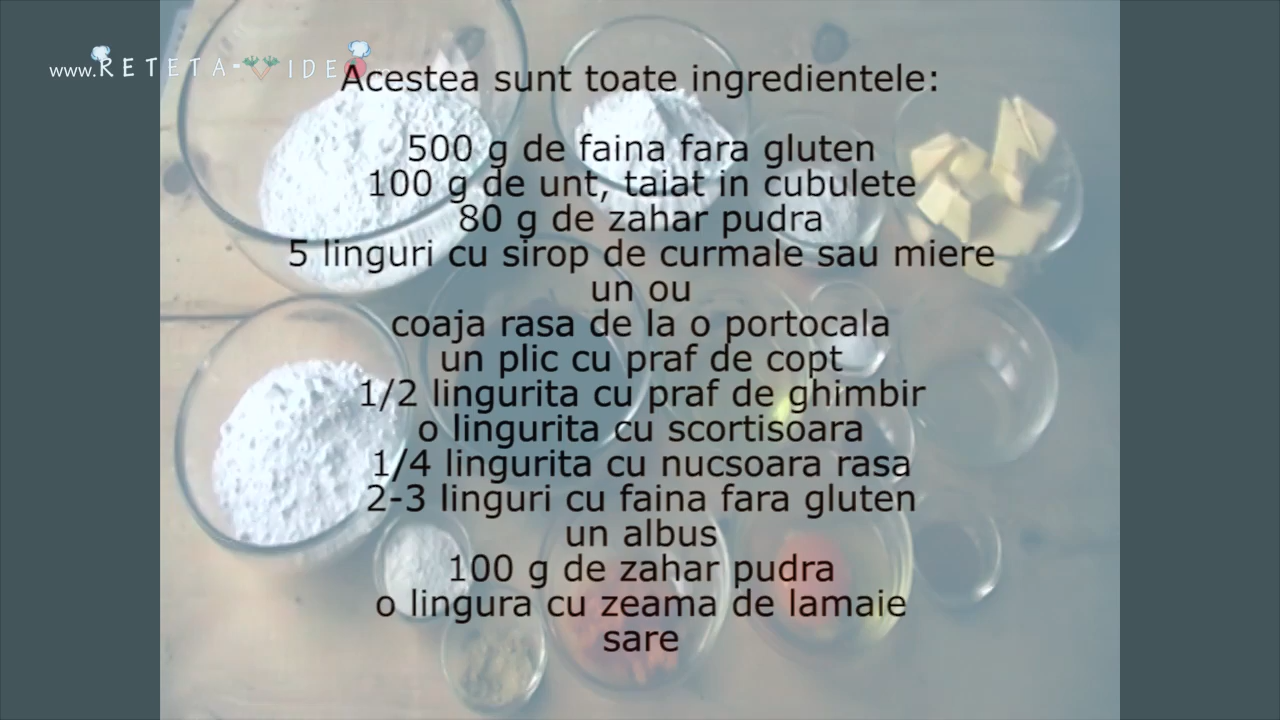 www.RETETA-VIDEO
Acestea sunt toate ingredientele:
500 g de faina fara gluten
100 g de unt, taiat in cubulete
80 g de zahar pudra
5 linguri cu sirop de curmale sau miere
un ou
coaja rasa de la o portocala
un plic cu praf de copt
1/2 lingurita cu praf de ghimbir
o lingurita cu scortisoara
1/4 lingurita cu nucsoara rasa
2-3 linguri cu faina fara gluten
un albus
100 g de zahar pudra
o lingura cu zeama de lamaie
sare